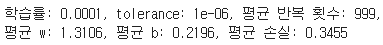 학습률: 0.0001, tolerance: 1e-06, 평균 반복 횟수: 999,
평균 w: 1.3106, 평균 b: 0.2196, 평균 손실: 0.3455